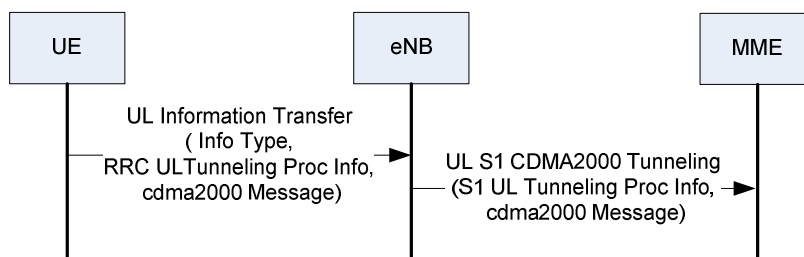 UE
eNB
MME
UL Information Transfer
( Info Type,
RRC ULTunneling Proc Info,
cdma2000 Message)
UL S1 CDMA2000 Tunneling
(S1 UL Tunneling Proc Info,
cdma2000 Message)